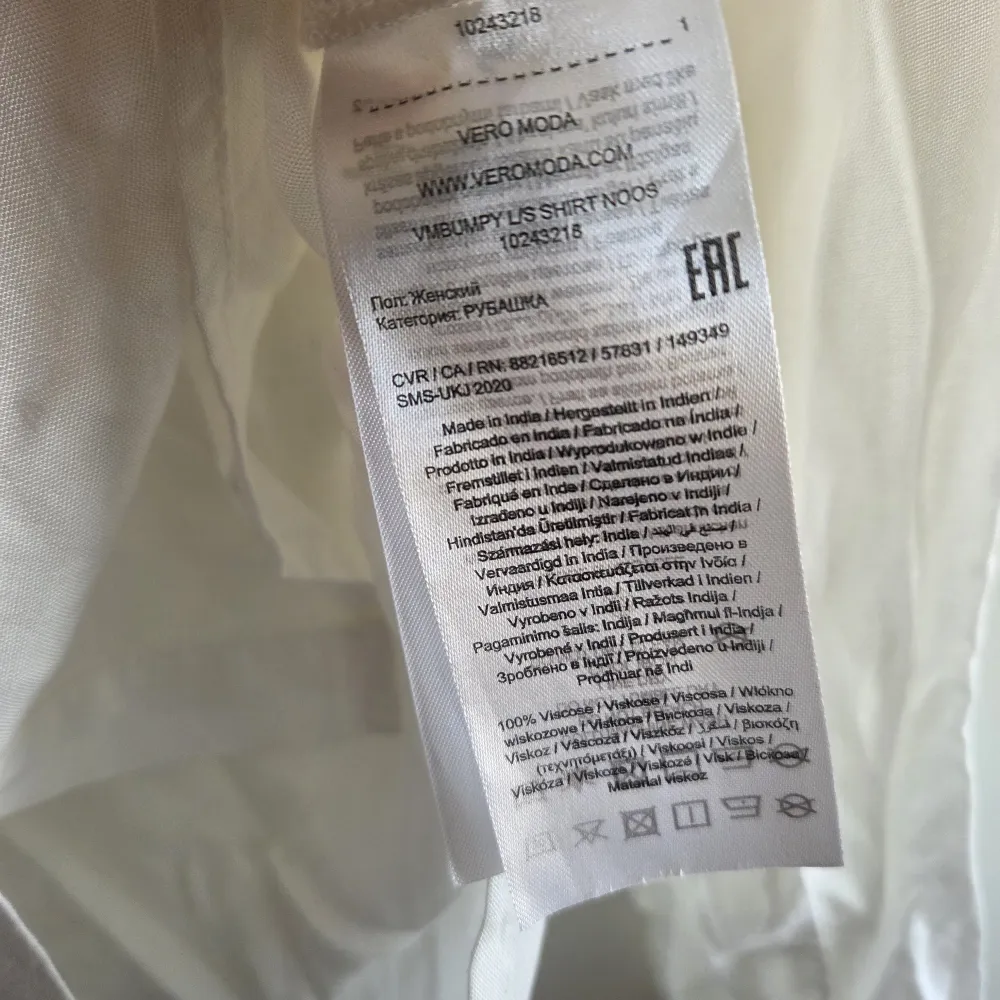 10243218
1
VERO MODA
WWW.VEROMODA.COM
VMBUMPY L/S SHIRT NOOS
10243218
EAC
Пол: Женский
Категория: РУБАШКА
CVR / CA / RN: 88216512 / 57831 / 149349
SMS-UKJ 2020
Made in India / Hergestellt in Indien /
Fabricado en India / Fabricado na Índia /
Prodotto in India / Wyprodukowano w Indie /
Fremstillet i Indien / Valmistatud Indias /
Fabriqué en Inde / Сделано в Индии /
Izrađeno u Indiji / Narejeno v Indiji /
Hindistan'da Üretilmiştir / Fabricat în India /
Származási hely: India /
Vervaardigd in India / Произведено в
Индия / Κατασκευάζεται στην Ινδία /
Valmistusmaa Intia / Tillverkad i Indien /
Vyrobeno v Indii / Ražots Indija /
Pagaminimo šalis: Indija / Magħmul fl-Indja /
Vyrobené v Indii / Produsert i India /
Зроблено в Індії / Proizvedeno u Indiji /
Prodhuar në Indi
100% Viscose / Viskose / Viscosa / Włókno
wiskozowe / Viskoos / Вискоза / Viskoza /
Viskoz / Vâscoză / Viszkóz / / βισκόζη
(τεχνητόμετάξι) / Viskoosi / Viskos /
Viskóza / Viskoze / Viskozė / Visk / Віскоза /
Material viskoz